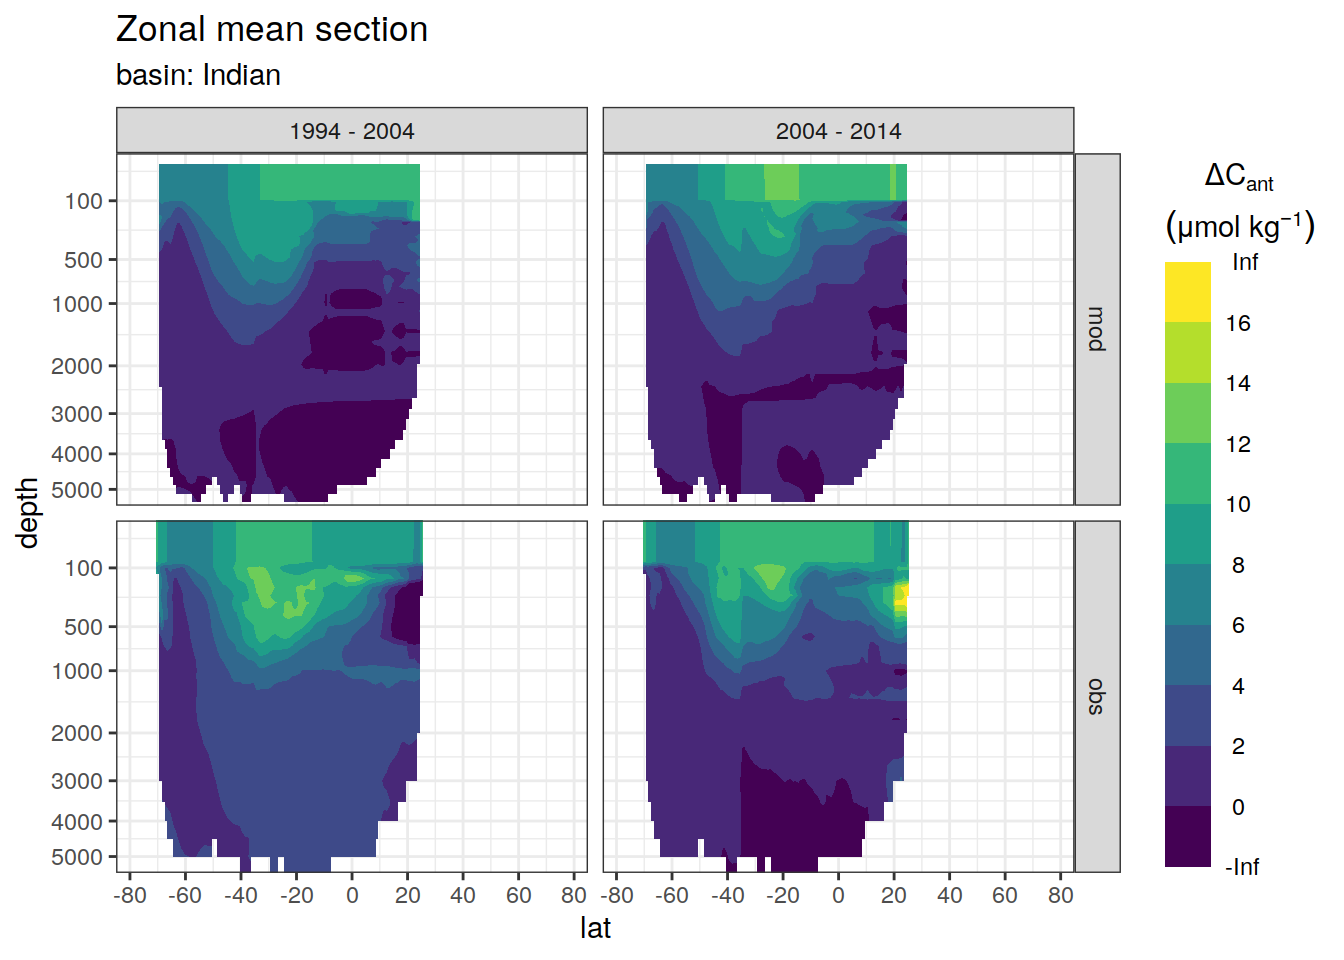 Zonal mean section
basin: Indian
1994 - 2004
2004 - 2014
mod
obs
depth
100
500
1000
2000
3000
4000
5000
100
500
1000
2000
3000
4000
5000
-80 -60 -40 -20 0 20 40 60 80
-80 -60 -40 -20 0 20 40 60 80
lat
ΔCant
(μmol kg⁻¹)
Inf
16
14
12
10
8
6
4
2
0
-Inf